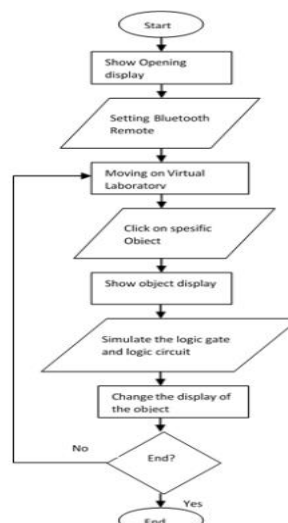 Start
Show Opening
display
Setting Bluetooth
Remote
Moving on Virtual
Laboratory
Click on spesific
Object
Show object display
Simulate the logic gate
and logic circuit
Change the display of
the object
End?
No
Yes
End